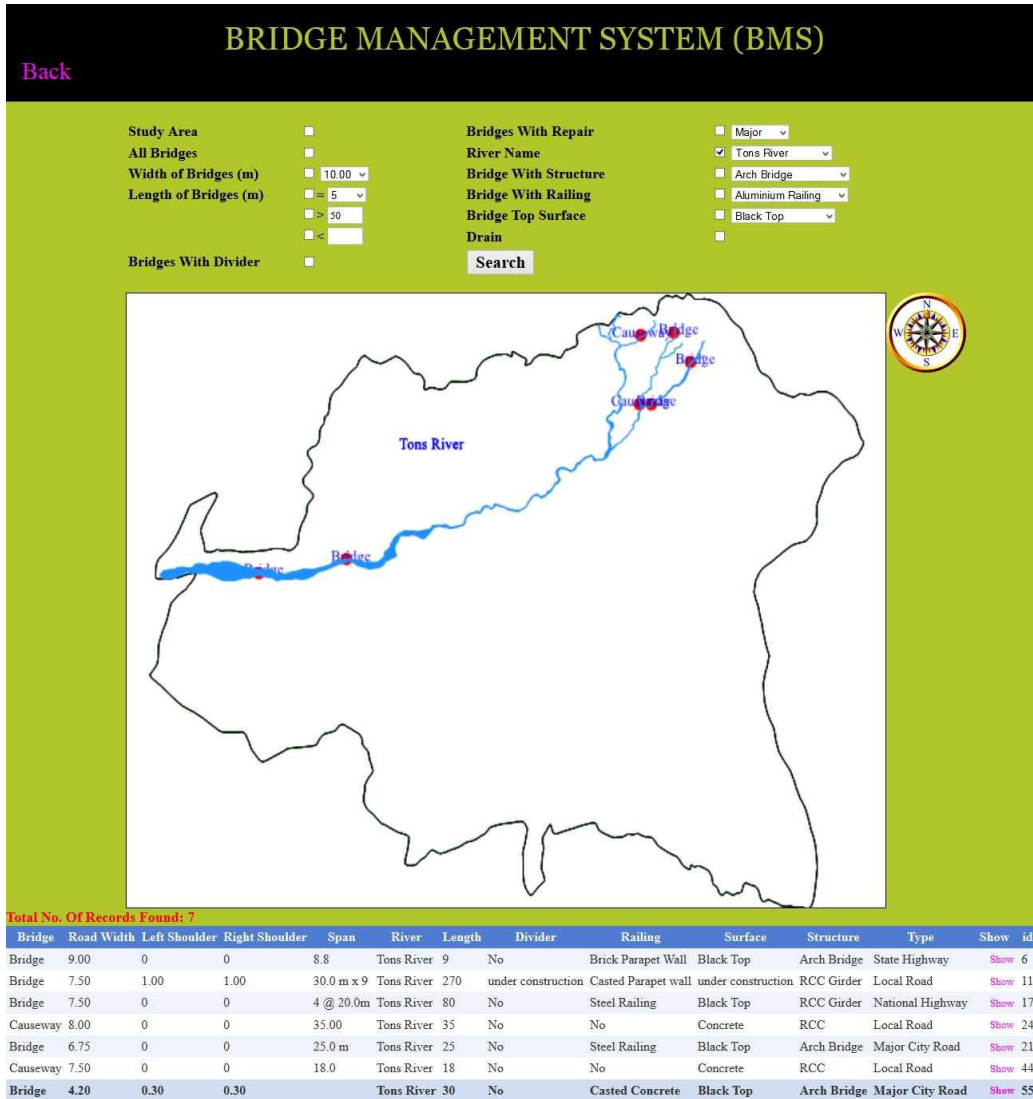 BRIDGE MANAGEMENT SYSTEM (BMS)
Back
Study Area
Bridges With Repair Major
All Bridges
River Name Tons River
Width of Bridges (m) 10.00
Bridge With Structure Arch Bridge
Length of Bridges (m) = 5
Bridge With Railing Aluminium Railing
> 50
Bridge Top Surface Black Top
<
Drain
Bridges With Divider
Search
N
W E
S
Causeway Bridge
Bridge
Causeway Bridge
Tons River
Bridge
Bridge
Total No. Of Records Found: 7
Bridge Road Width Left Shoulder Right Shoulder Span River Length Divider Railing Surface Structure Type Show id
Bridge 9.00 0 0 8.8 Tons River 9 No Brick Parapet Wall Black Top Arch Bridge State Highway Show 6
Bridge 7.50 1.00 1.00 30.0 m x 9 Tons River 270 under construction Casted Parapet wall under construction RCC Girder Local Road Show 11
Bridge 7.50 0 0 4 @ 20.0m Tons River 80 No Steel Railing Black Top RCC Girder National Highway Show 17
Causeway 8.00 0 0 35.00 Tons River 35 No No Concrete RCC Local Road Show 24
Bridge 6.75 0 0 25.0 m Tons River 25 No Steel Railing Black Top Arch Bridge Major City Road Show 21
Causeway 7.50 0 0 18.0 Tons River 18 No No Concrete RCC Local Road Show 44
Bridge 4.20 0.30 0.30 Tons River 30 No Casted Concrete Black Top Arch Bridge Major City Road Show 55